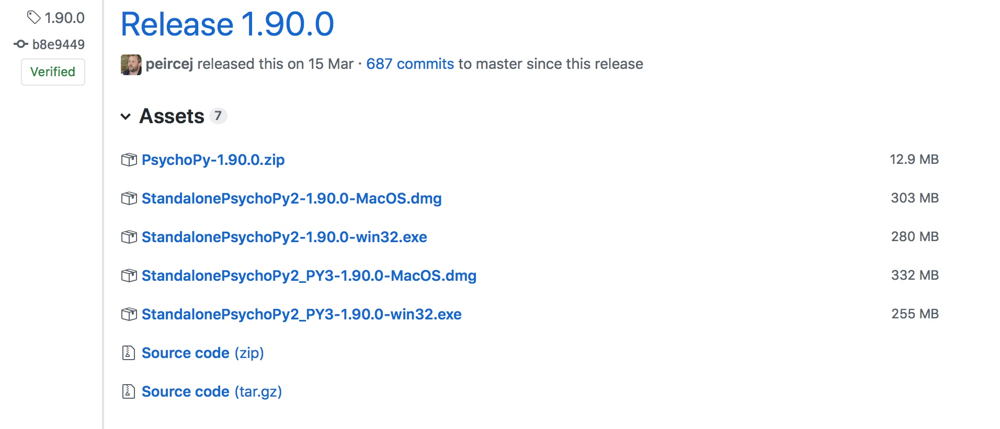 1.90.0
b8e9449
Verified
Release 1.90.0
peircej released this on 15 Mar · 687 commits to master since this release
Assets 7
PsychoPy-1.90.0.zip 12.9 MB
StandalonePsychoPy2-1.90.0-MacOS.dmg 303 MB
StandalonePsychoPy2-1.90.0-win32.exe 280 MB
StandalonePsychoPy2_PY3-1.90.0-MacOS.dmg 332 MB
StandalonePsychoPy2_PY3-1.90.0-win32.exe 255 MB
Source code (zip)
Source code (tar.gz)